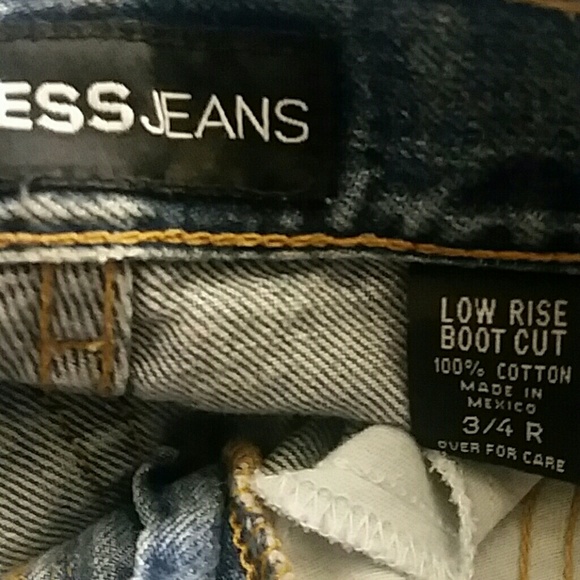 ESS JEANS
LOW RISE
BOOT CUT
100% COTTON
MADE IN
MEXICO
3/4 R
OVER FOR CARE